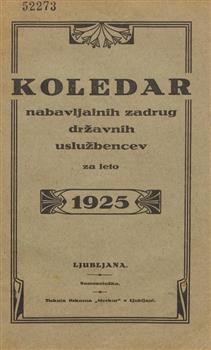 52273
KOLEDAR
nabavljalnih zadrug
državnih
uslužbencev
za leto
1925
LJUBLJANA.
Samozaložba.
Tiskala tiskarna „Merkur“ v Ljubljani.